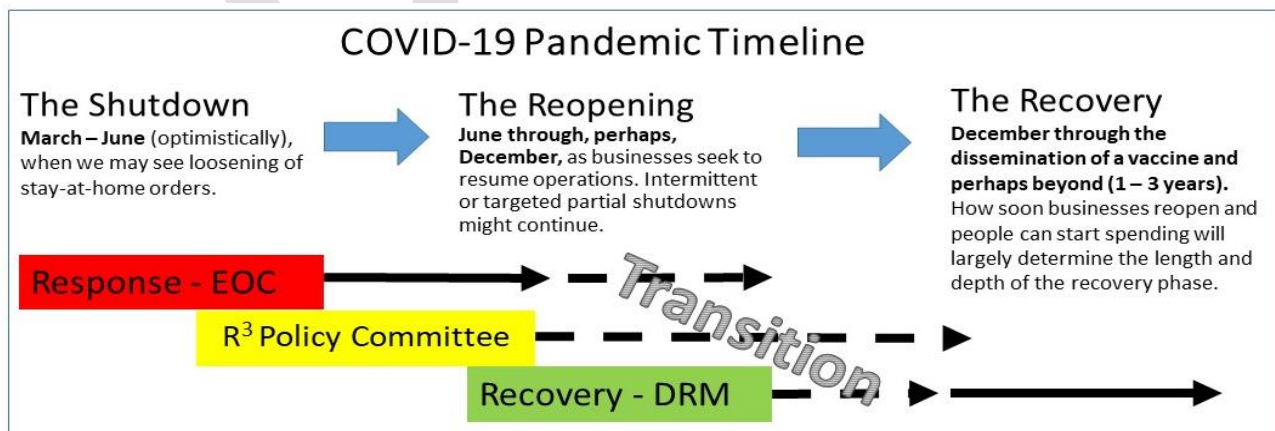 COVID-19 Pandemic Timeline
The Shutdown
March – June (optimistically),
when we may see loosening of
stay-at-home orders.
The Reopening
June through, perhaps,
December, as businesses seek to
resume operations. Intermittent
or targeted partial shutdowns
might continue.
The Recovery
December through the
dissemination of a vaccine and
perhaps beyond (1 – 3 years).
How soon businesses reopen and
people can start spending will
largely determine the length and
depth of the recovery phase.
Response - EOC
R³ Policy Committee
Recovery - DRM
Transition